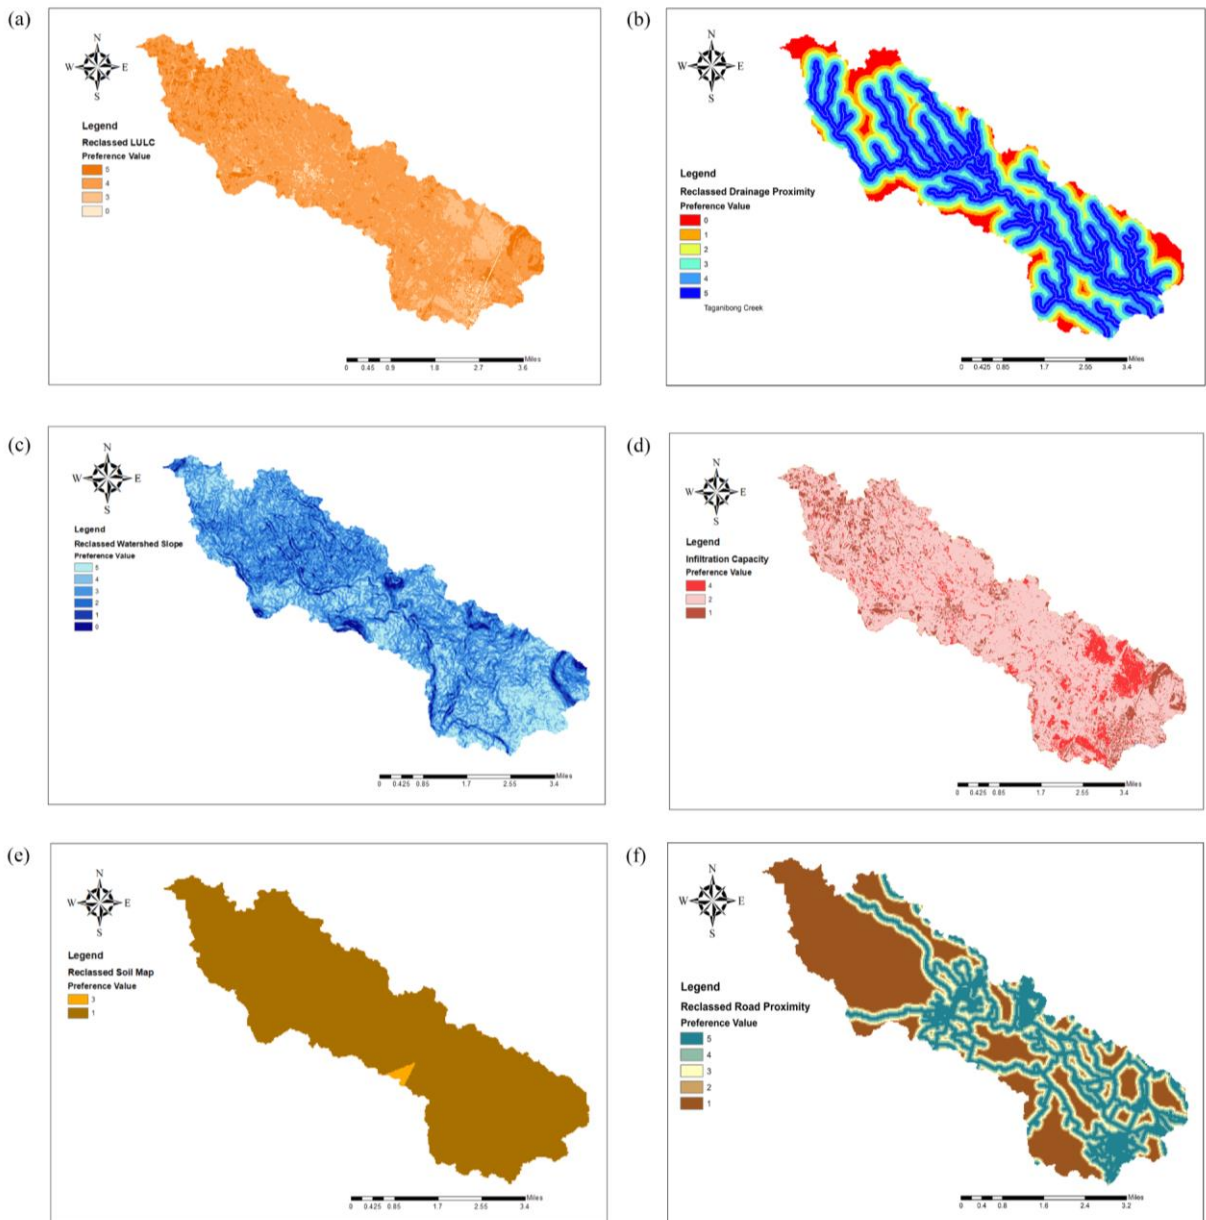 (a)
N
W E
S
Legend
Reclassed LULC
Preference Value
5
4
3
0
Miles
0 0.45 0.9 1.8 2.7 3.6
(b)
N
W E
S
Legend
Reclassed Drainage Proximity
Preference Value
0
1
2
3
4
5
Taganibong Creek
Miles
0 0.425 0.85 1.7 2.55 3.4
(c)
N
W E
S
Legend
Reclassed Watershed Slope
Preference Value
5
4
3
2
1
0
Miles
0 0.425 0.85 1.7 2.55 3.4
(d)
N
W E
S
Legend
Infiltration Capacity
Preference Value
4
2
1
Miles
0 0.425 0.85 1.7 2.55 3.4
(e)
N
W E
S
Legend
Reclassed Soil Map
Preference Value
3
1
Miles
0 0.425 0.85 1.7 2.55 3.4
(f)
N
W E
S
Legend
Reclassed Road Proximity
Preference Value
5
4
3
2
1
Miles
0 0.4 0.8 1.6 2.4 3.2